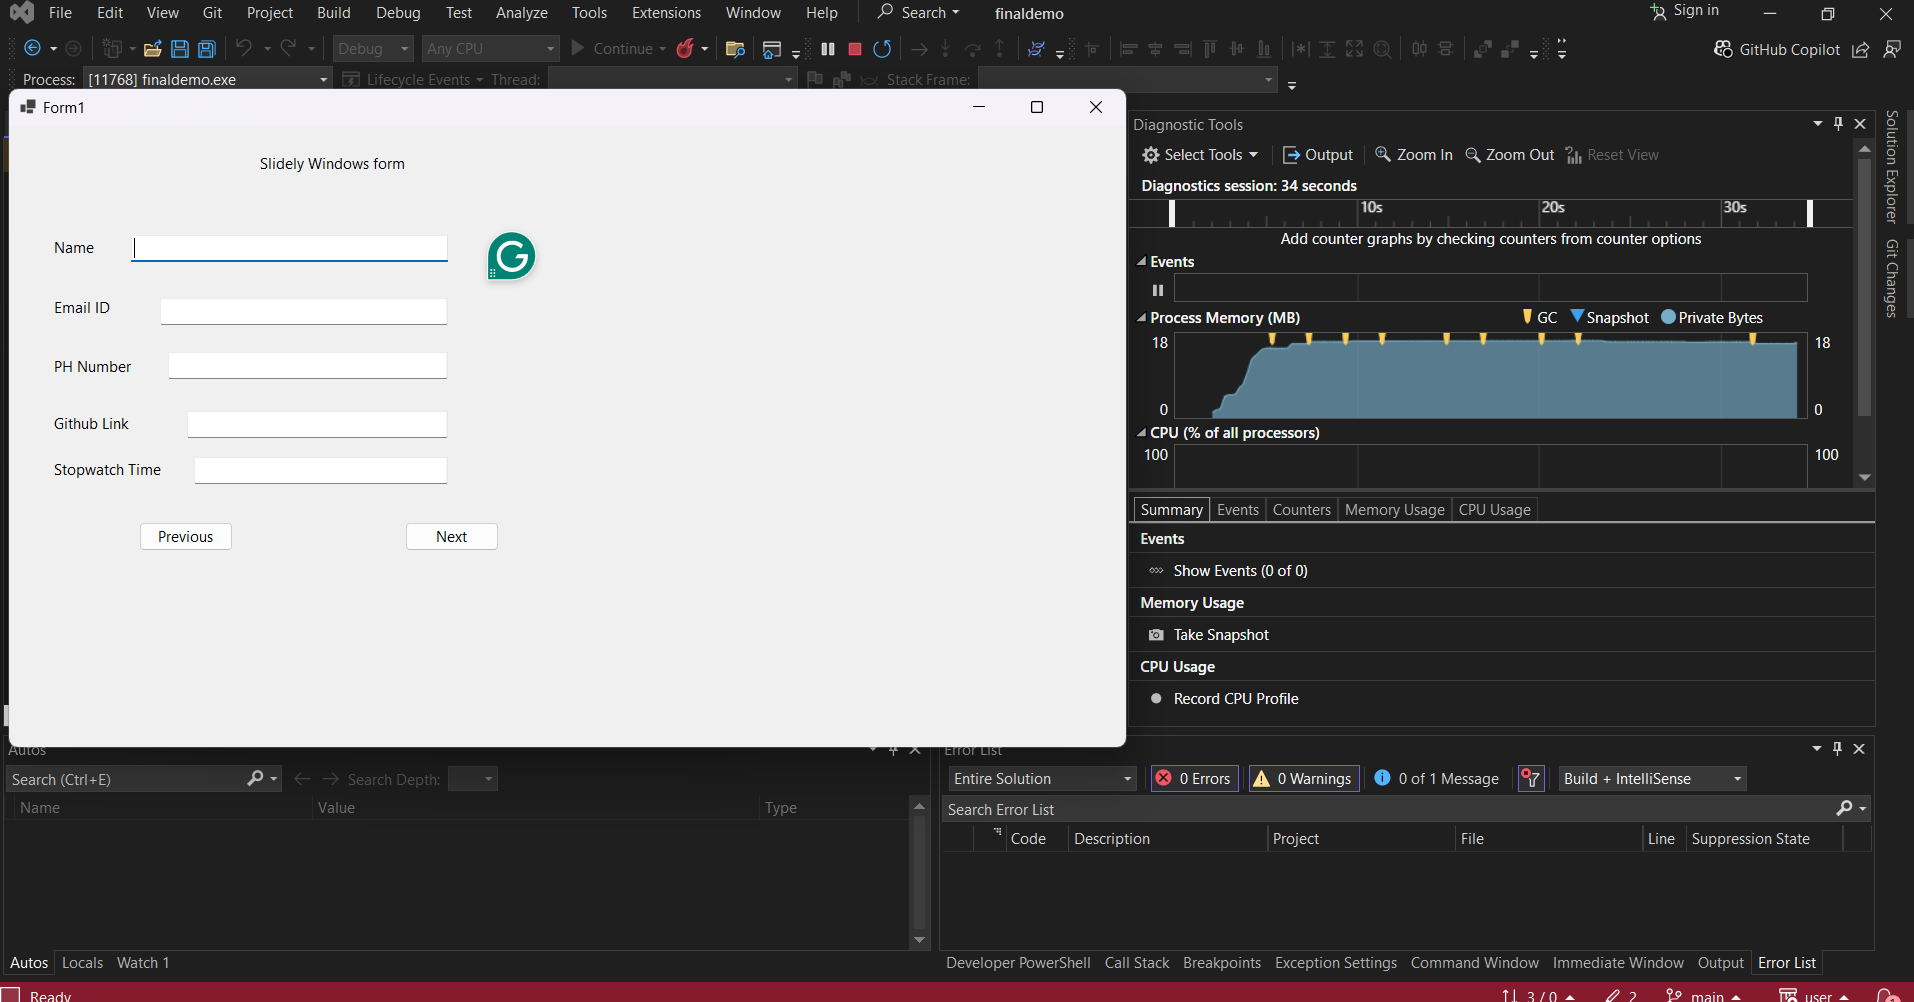 File Edit View Git Project Build Debug Test Analyze Tools Extensions Window Help Search finaldemo Sign in
Debug Any CPU Continue GitHub Copilot
Process: [11768] finaldemo.exe Lifecycle Events Thread: Stack Frame:
Form1
Slidely Windows form
Name
G
Email ID
PH Number
Github Link
Stopwatch Time
Previous Next
Diagnostic Tools
Select Tools Output Zoom In Zoom Out Reset View
Diagnostics session: 34 seconds
10s 20s 30s
Add counter graphs by checking counters from counter options
Events
Process Memory (MB) GC Snapshot Private Bytes
18 18
0 0
CPU (% of all processors)
100 100
Summary Events Counters Memory Usage CPU Usage
Events
Show Events (0 of 0)
Memory Usage
Take Snapshot
CPU Usage
Record CPU Profile
Solution Explorer
Git Changes
Autos
Search (Ctrl+E) Search Depth:
Name Value Type
Autos Locals Watch 1
Error List
Entire Solution 0 Errors 0 Warnings 0 of 1 Message Build + IntelliSense
Search Error List
Code Description Project File Line Suppression State
Developer PowerShell Call Stack Breakpoints Exception Settings Command Window Immediate Window Output Error List
Ready 3 / 0 2 main user